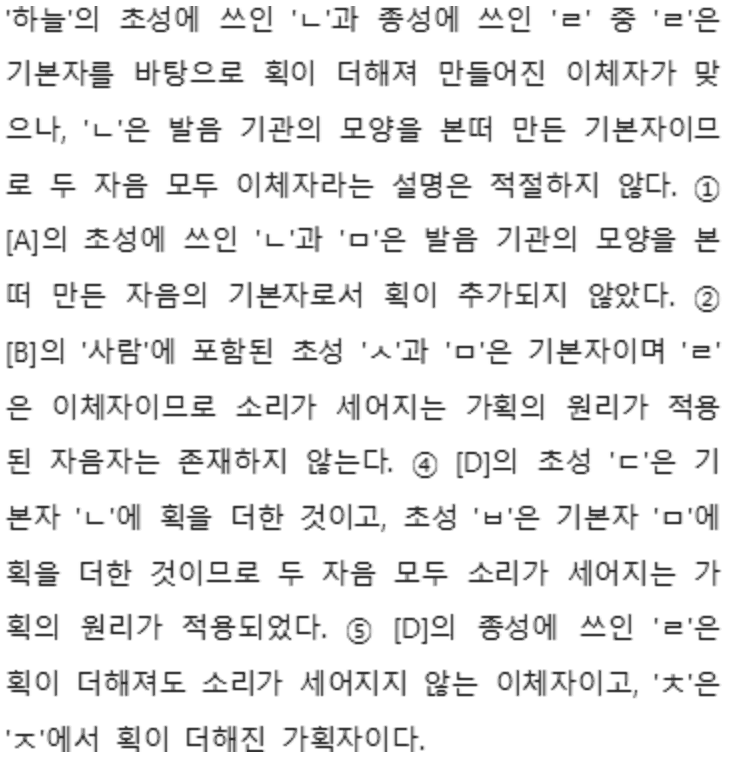 '하늘'의 초성에 쓰인 'ㄴ'과 종성에 쓰인 'ㄹ' 중 'ㄹ'은
기본자를 바탕으로 획이 더해져 만들어진 이체자가 맞
으나, 'ㄴ'은 발음 기관의 모양을 본떠 만든 기본자이므
로 두 자음 모두 이체자라는 설명은 적절하지 않다. ①
[A]의 초성에 쓰인 'ㄴ'과 'ㅁ'은 발음 기관의 모양을 본
떠 만든 자음의 기본자로서 획이 추가되지 않았다. ②
[B]의 '사람'에 포함된 초성 'ㅅ'과 'ㅁ'은 기본자이며 'ㄹ'
은 이체자이므로 소리가 세어지는 가획의 원리가 적용
된 자음자는 존재하지 않는다. ④ [D]의 초성 'ㄷ'은 기
본자 'ㄴ'에 획을 더한 것이고, 초성 'ㅂ'은 기본자 'ㅁ'에
획을 더한 것이므로 두 자음 모두 소리가 세어지는 가
획의 원리가 적용되었다. ⑤ [D]의 종성에 쓰인 'ㄹ'은
획이 더해져도 소리가 세어지지 않는 이체자이고, 'ㅊ'은
'ㅈ'에서 획이 더해진 가획자이다.